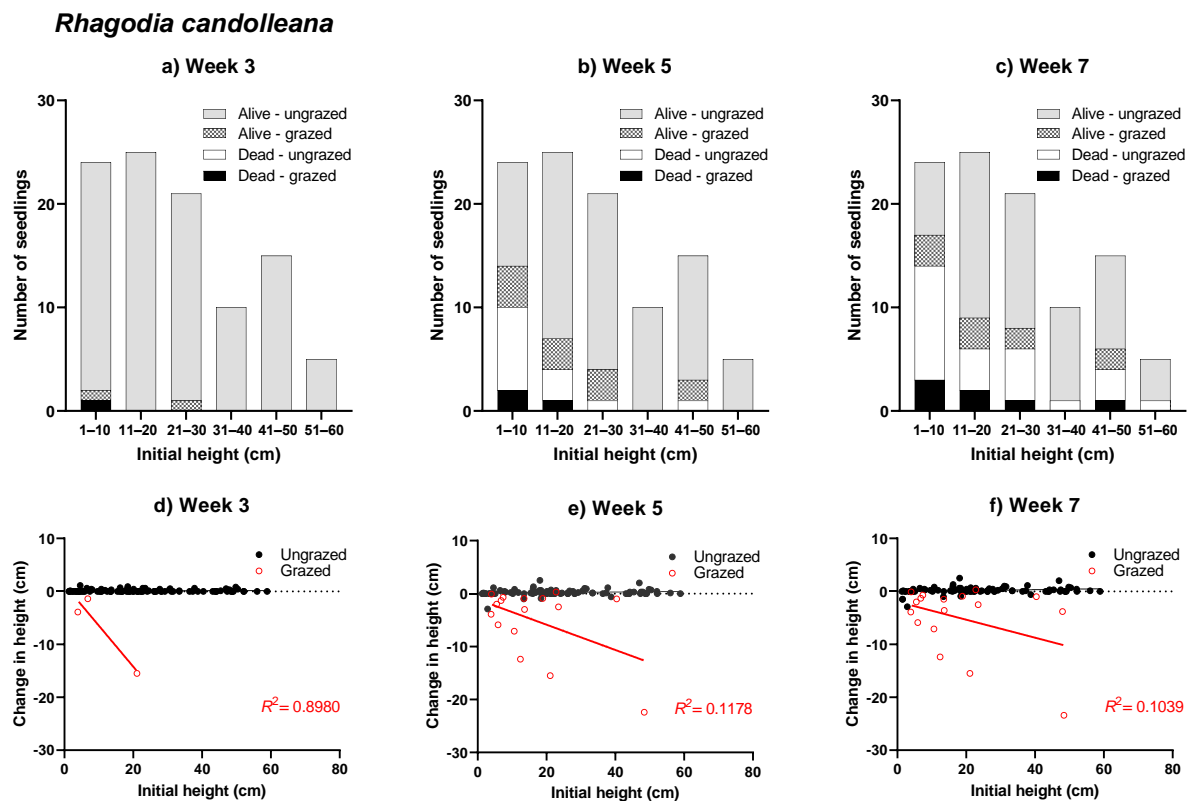 Rhagodia candolleana
a) Week 3
Number of seedlings
30
20
10
0
Alive - ungrazed
Alive - grazed
Dead - ungrazed
Dead - grazed
1–10 11–20 21–30 31–40 41–50 51–60
Initial height (cm)
b) Week 5
Number of seedlings
30
20
10
0
Alive - ungrazed
Alive - grazed
Dead - ungrazed
Dead - grazed
1–10 11–20 21–30 31–40 41–50 51–60
Initial height (cm)
c) Week 7
Number of seedlings
30
20
10
0
Alive - ungrazed
Alive - grazed
Dead - ungrazed
Dead - grazed
1–10 11–20 21–30 31–40 41–50 51–60
Initial height (cm)
d) Week 3
Change in height (cm)
10
0
-10
-20
-30
Ungrazed
Grazed
R²= 0.8980
0 20 40 60 80
Initial height (cm)
e) Week 5
Change in height (cm)
10
0
-10
-20
-30
Ungrazed
Grazed
R²= 0.1178
0 20 40 60 80
Initial height (cm)
f) Week 7
Change in height (cm)
10
0
-10
-20
-30
Ungrazed
Grazed
R²= 0.1039
0 20 40 60 80
Initial height (cm)